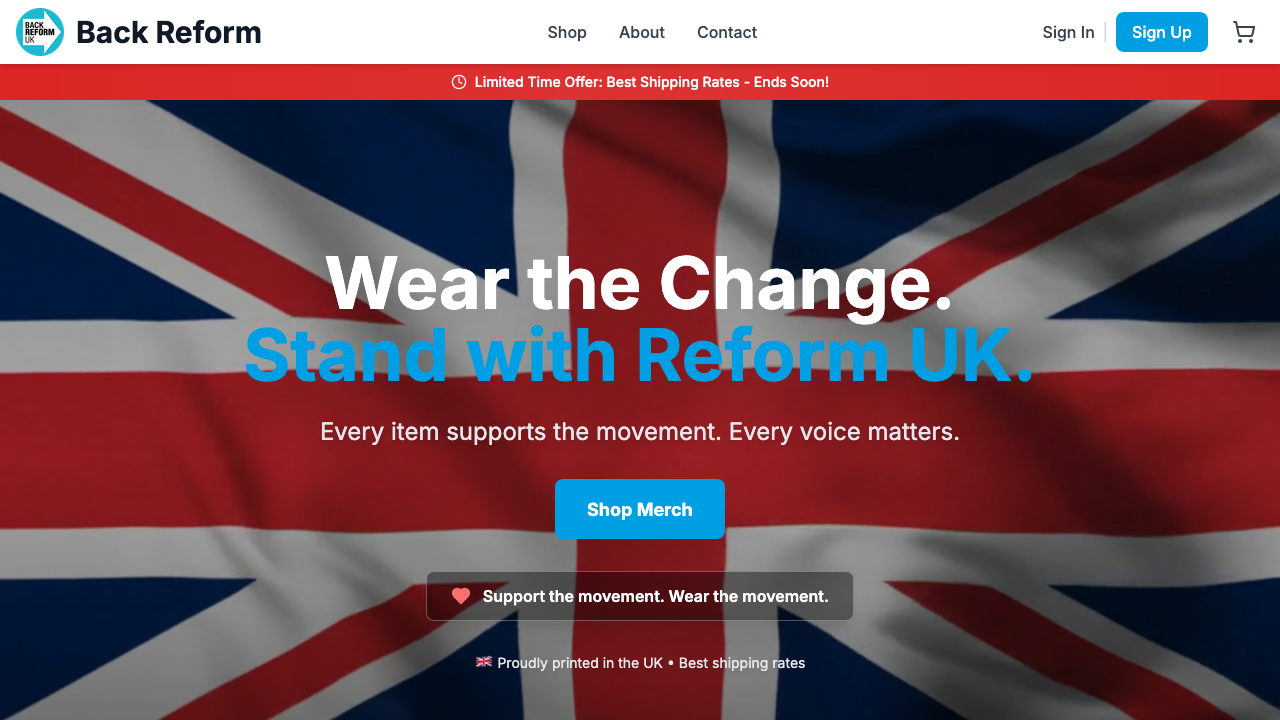 BACK
REFORM
UK
Back Reform
Shop
About
Contact
Sign In
Sign Up
Limited Time Offer: Best Shipping Rates - Ends Soon!
Wear the Change.
Stand with Reform UK.
Every item supports the movement. Every voice matters.
Shop Merch
Support the movement. Wear the movement.
🇬🇧 Proudly printed in the UK • Best shipping rates